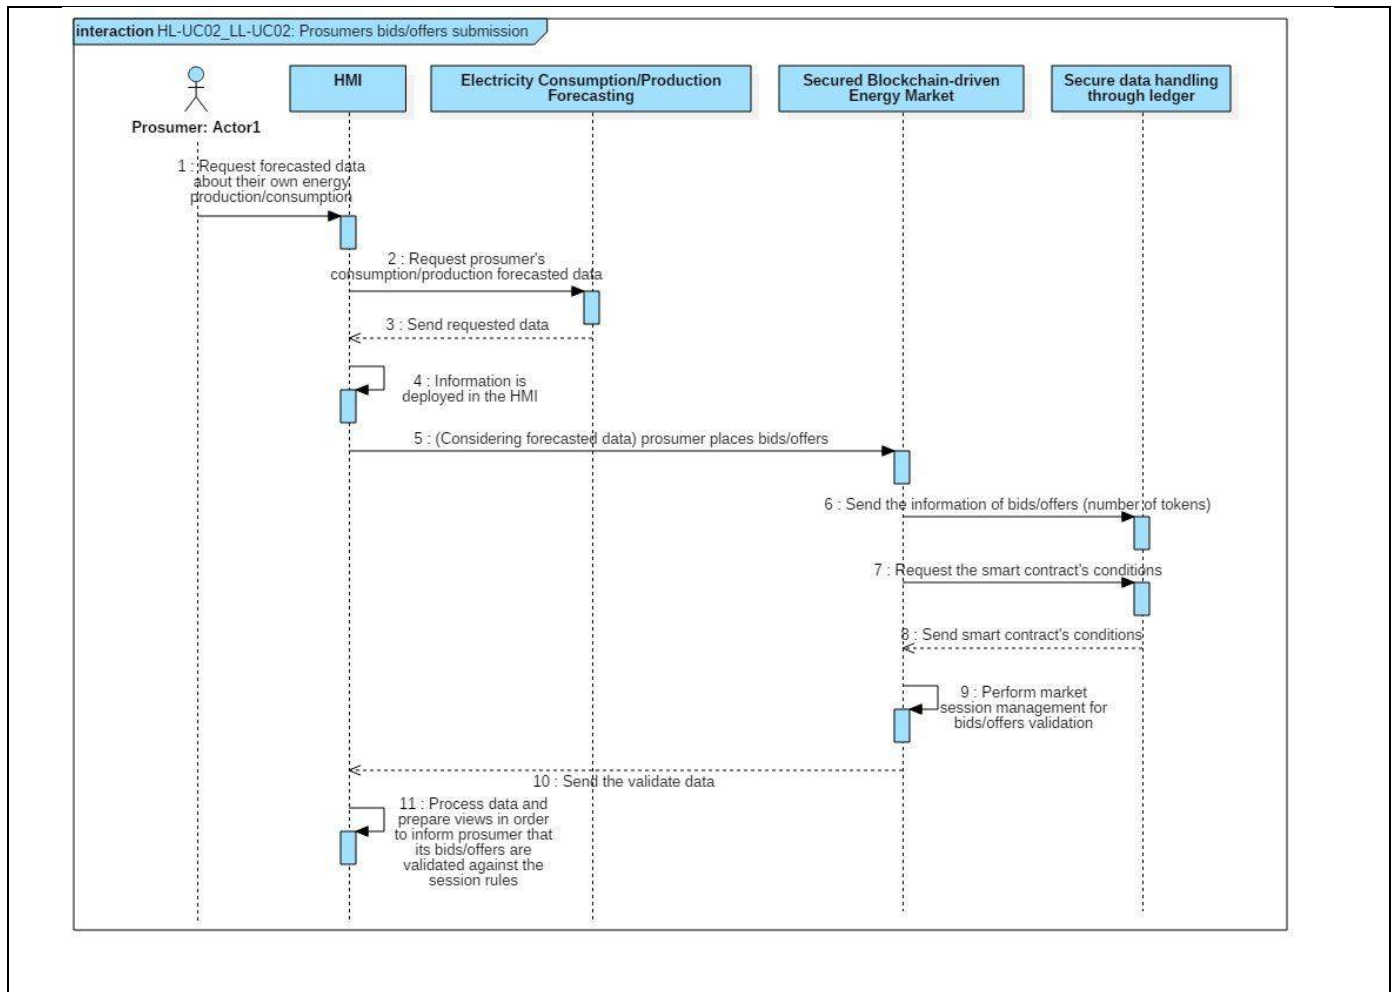 interaction HL-UC02_LL-UC02: Prosumers bids/offers submission
HMI
Electricity Consumption/Production
Forecasting
Secured Blockchain-driven
Energy Market
Secure data handling
through ledger
Prosumer: Actor1
1 : Request forecasted data
about their own energy
production/consumption
2 : Request prosumer's
consumption/production forecasted data
3 : Send requested data
4 : Information is
deployed in the HMI
5 : (Considering forecasted data) prosumer places bids/offers
6 : Send the information of bids/offers (number of tokens)
7 : Request the smart contract's conditions
8 : Send smart contract's conditions
9 : Perform market
session management for
bids/offers validation
10 : Send the validate data
11 : Process data and
prepare views in order
to inform prosumer that
its bids/offers are
validated against the
session rules